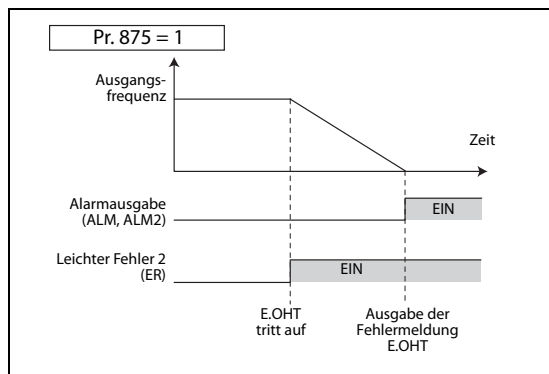 Pr. 875 = 1
Ausgangs-
frequenz
Zeit
Alarmausgabe
(ALM, ALM2)
EIN
Leichter Fehler 2
(ER)
EIN
E.OHT
tritt auf
Ausgabe der
Fehlermeldung
E.OHT